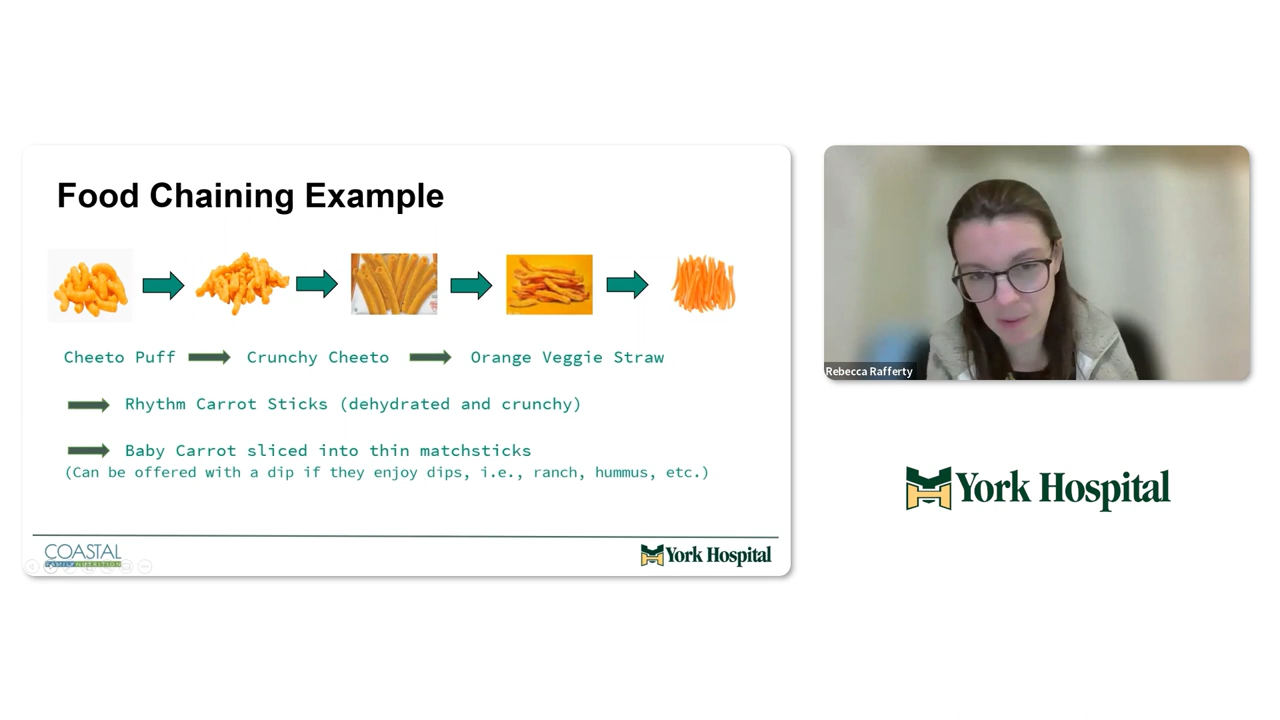 Food Chaining Example
Cheeto Puff
Crunchy Cheeto
Orange Veggie Straw
Rhythm Carrot Sticks (dehydrated and crunchy)
Baby Carrot sliced into thin matchsticks
(Can be offered with a dip if they enjoy dips, i.e., ranch, hummus, etc.)
COASTAL
FAMILY NUTRITION
York Hospital
Rebecca Rafferty
York Hospital